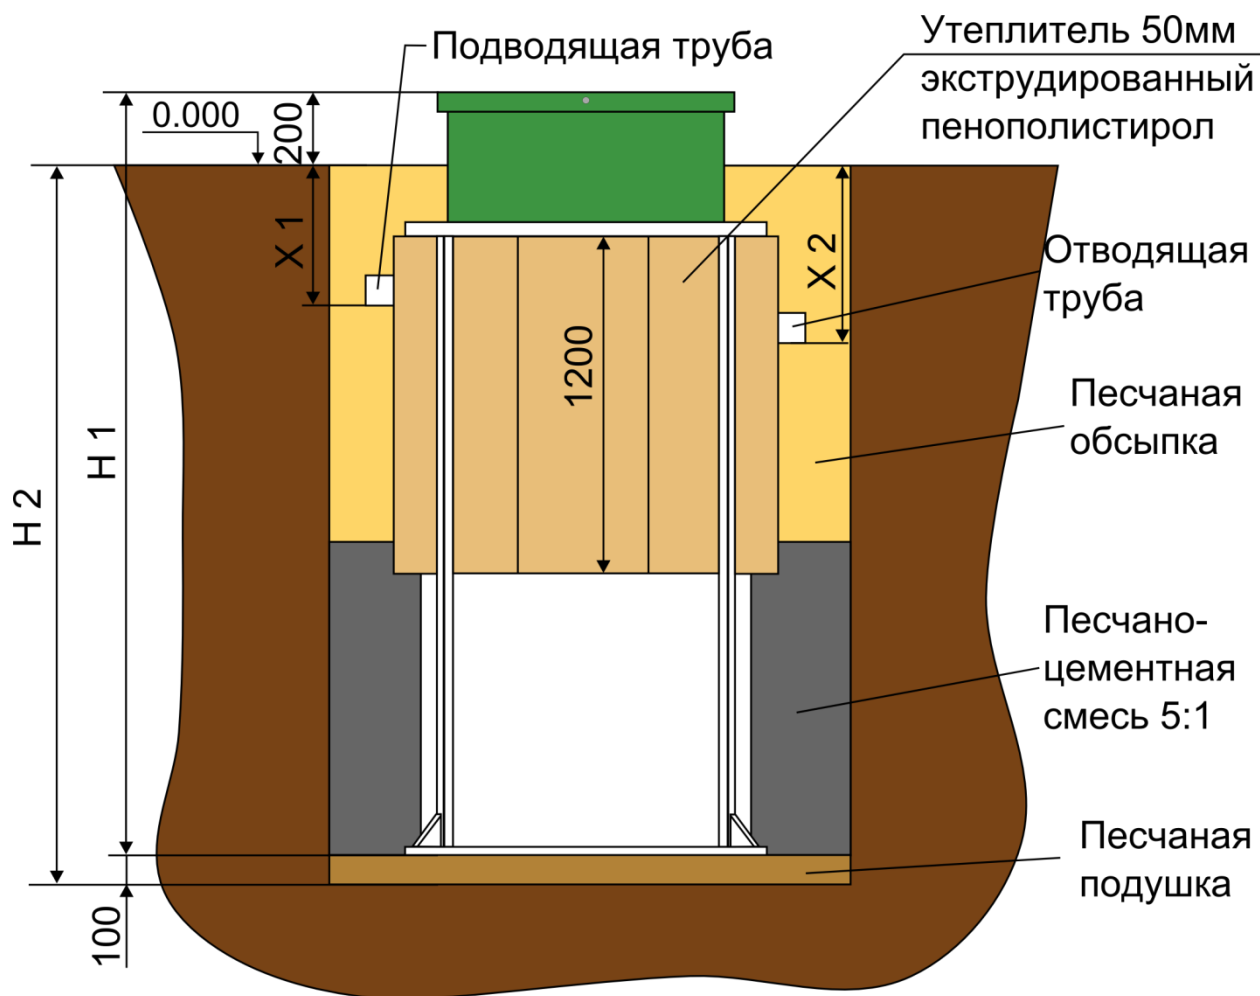 Подводящая труба
Утеплитель 50мм
экструдированный
пенополистирол
0.000
200
X 1
X 2
Отводящая
труба
1200
Песчаная
обсыпка
H 1
H 2
Песчано-
цементная
смесь 5:1
Песчаная
подушка
100